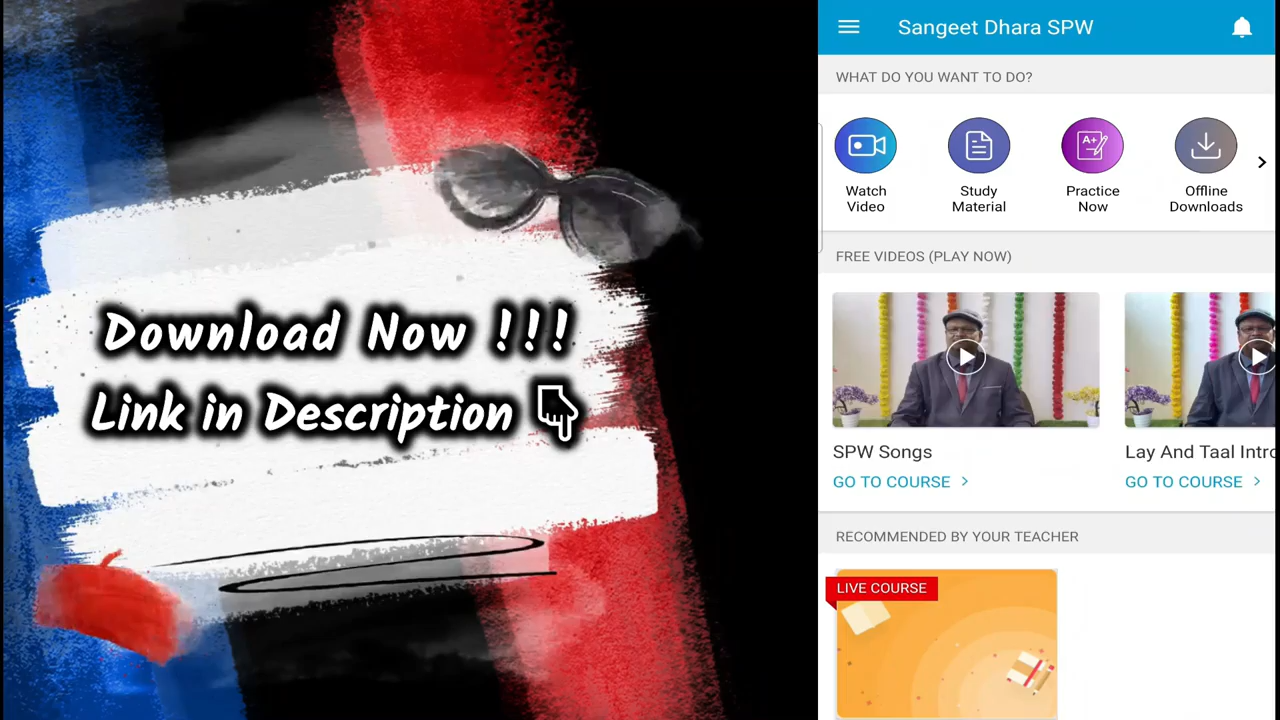 Download Now !!!
Link in Description
Sangeet Dhara SPW
WHAT DO YOU WANT TO DO?
Watch
Video
Study
Material
A+
Practice
Now
Offline
Downloads
FREE VIDEOS (PLAY NOW)
SPW Songs
GO TO COURSE
Lay And Taal Intro
GO TO COURSE
RECOMMENDED BY YOUR TEACHER
LIVE COURSE